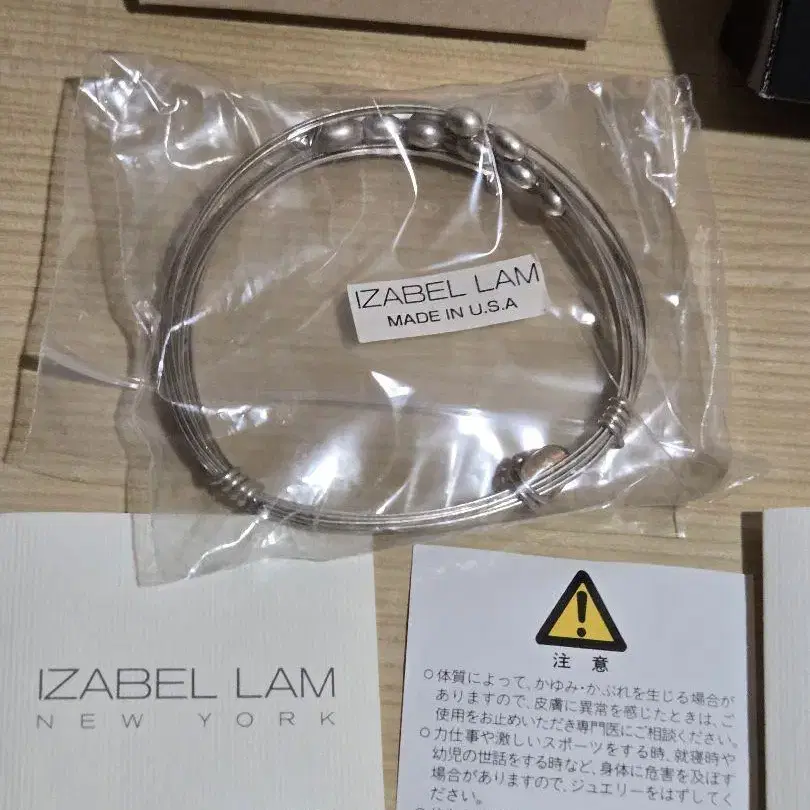 IZABEL LAM
MADE IN U.S.A
IZABEL LAM
NEW YORK
注意
○体質によって、かゆみ・かぶれを生じる場合が
ありますので、皮膚に異常を感じたときは、ご
使用をお止めいただき専門医にご相談ください。
○力仕事や激しいスポーツをする時、就寝時や
幼児の世話をする時など、身体に危害を及ぼす
場合がありますので、ジュエリーをはずしてく